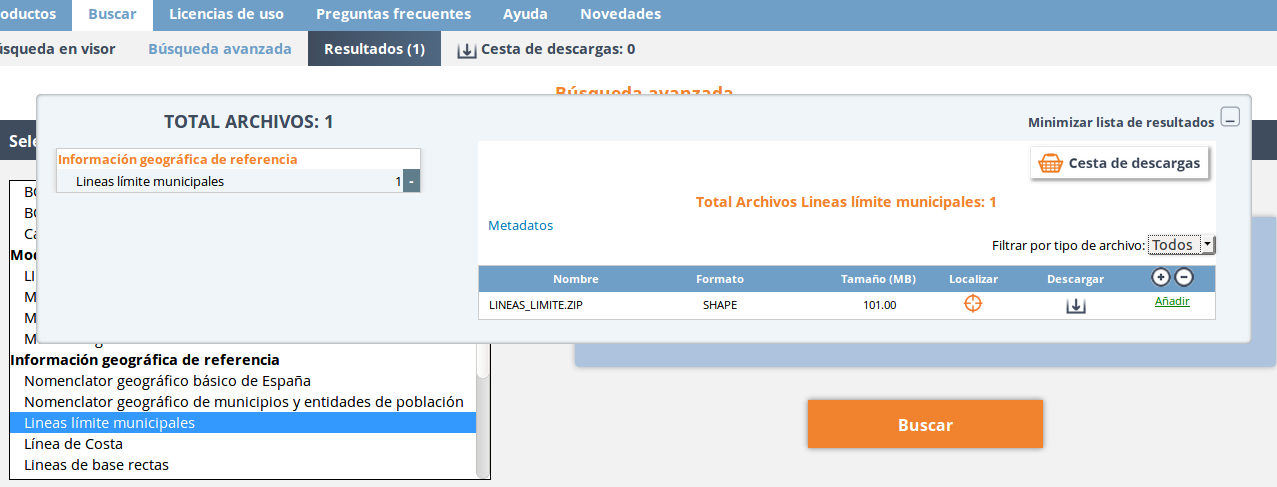 oductos Buscar Licencias de uso Preguntas frecuentes Ayuda Novedades
úsqueda en visor Búsqueda avanzada Resultados (1) Cesta de descargas: 0
Búsqueda avanzada
Sele
TOTAL ARCHIVOS: 1
Minimizar lista de resultados
Información geográfica de referencia
Lineas límite municipales 1 -
Cesta de descargas
Total Archivos Lineas límite municipales: 1
Metadatos
Filtrar por tipo de archivo: Todos
Nombre Formato Tamaño (MB) Localizar Descargar
LINEAS_LIMITE.ZIP SHAPE 101.00 Añadir
Ca
Mod
LI
M
M
M
Información geográfica de referencia
Nomenclator geográfico básico de España
Nomenclator geográfico de municipios y entidades de población
Lineas límite municipales
Línea de Costa
Lineas de base rectas
Buscar